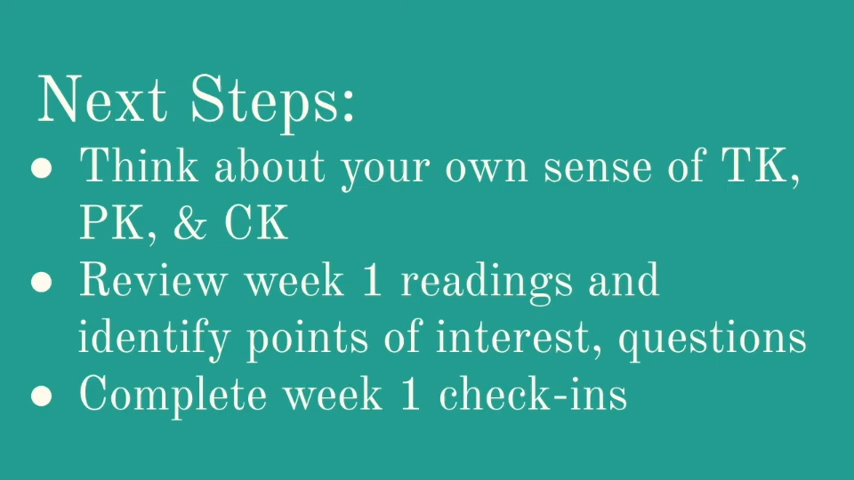 Next Steps:
● Think about your own sense of TK,
PK, & CK
● Review week 1 readings and
identify points of interest, questions
● Complete week 1 check-ins